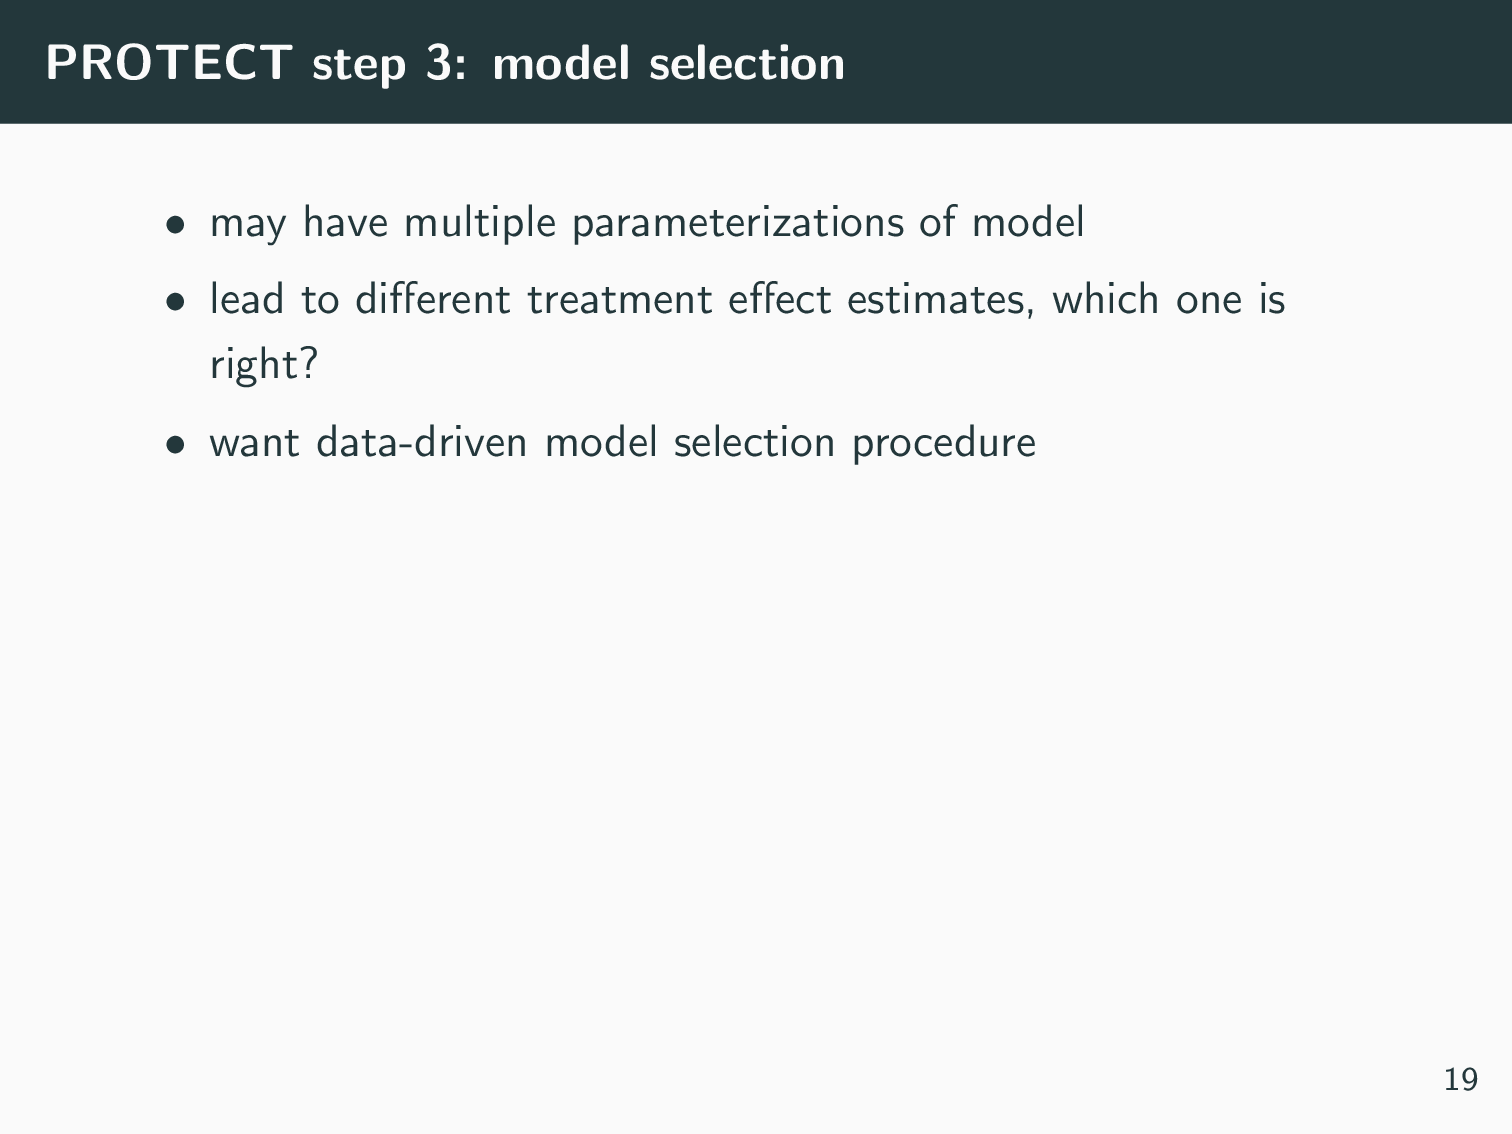 PROTECT step 3: model selection
• may have multiple parameterizations of model
• lead to different treatment effect estimates, which one is
right?
• want data-driven model selection procedure
19